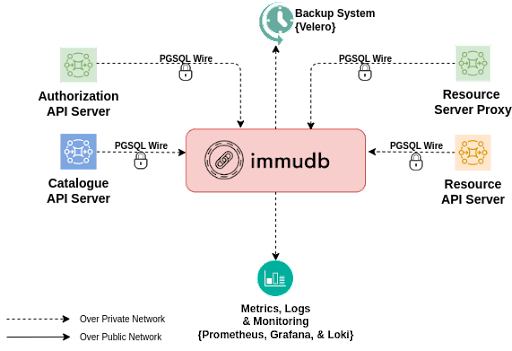 Backup System
{Velero}
PGSQL Wire
PGSQL Wire
Authorization
API Server
Resource
Server Proxy
PGSQL Wire
immudb
PGSQL Wire
Catalogue
API Server
Resource
API Server
Metrics, Logs
& Monitoring
{Prometheus, Grafana, & Loki}
Over Private Network
Over Public Network